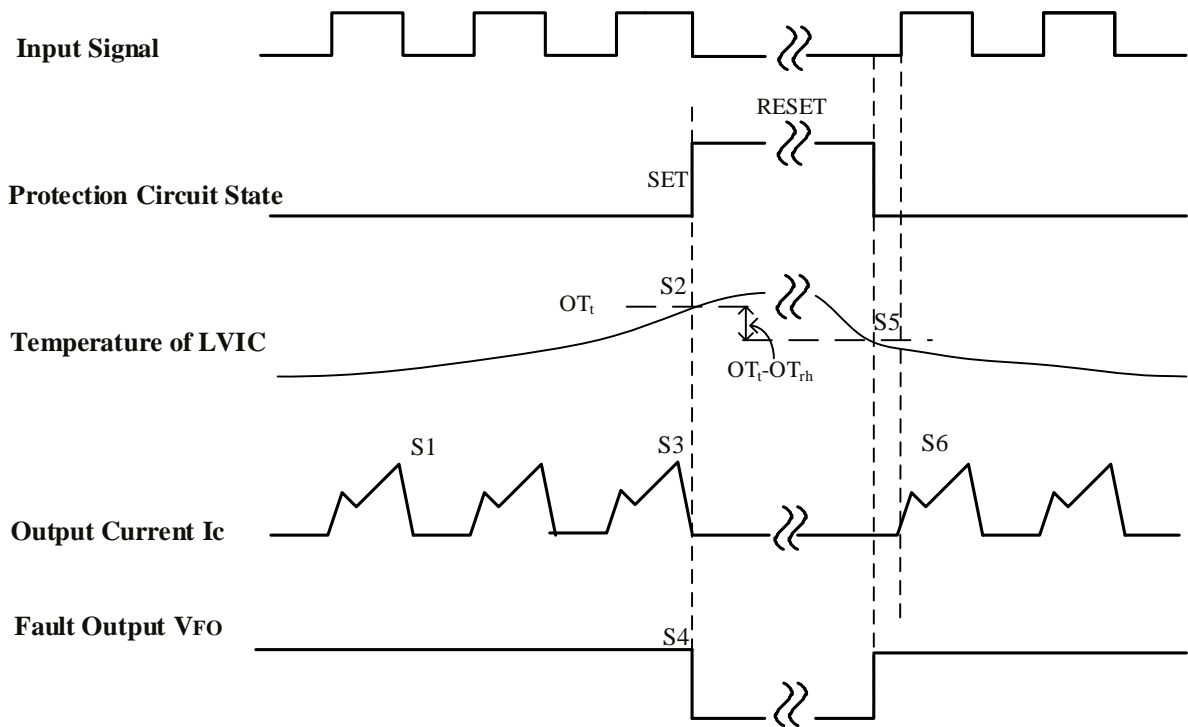 Input Signal
RESET
SET
Protection Circuit State
S2
OTt
S5
Temperature of LVIC
OTt-OTrh
S1
S3
S6
Output Current Ic
Fault Output VFO
S4